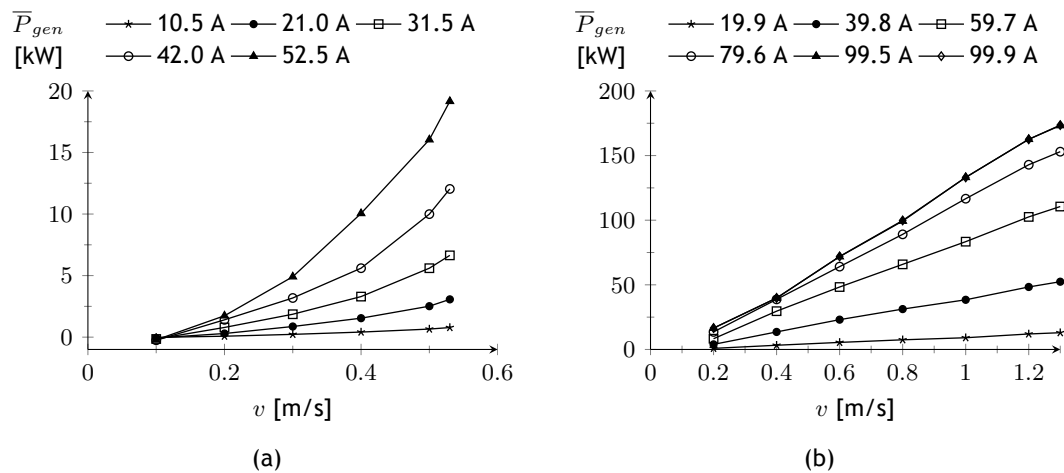 P̅gen
[kW]
10.5 A 21.0 A 31.5 A
42.0 A 52.5 A
20
15
10
5
0
0 0.2 0.4 0.6
v [m/s]
(a)
P̅gen
[kW]
19.9 A 39.8 A 59.7 A
79.6 A 99.5 A 99.9 A
200
150
100
50
0
0 0.2 0.4 0.6 0.8 1 1.2
v [m/s]
(b)